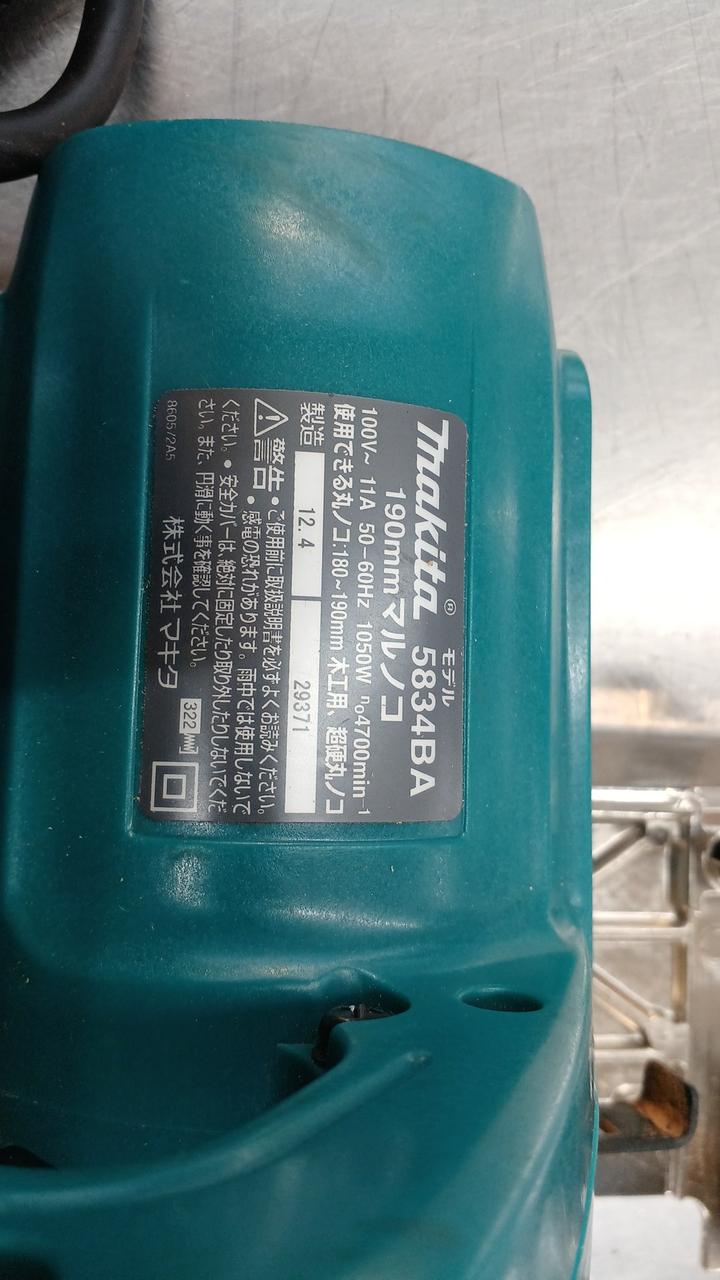 makita® モデル 5834BA
190mmマルノコ
100V~ 11A 50-60Hz 1050W n₀4700min⁻¹
使用できる丸ノコ:180~190mm 木工用、超硬丸ノコ
製造 12.4 29371
⚠警告 • ご使用前に取扱説明書を必ずよくお読みください。
• 感電の恐れがあります。雨中では使用しないで
ください。• 安全カバーは、絶対に固定したり取り外したりしないでくだ
さい。また、円滑に動く事を確認してください。
株式会社 マキタ 322
8605/2A5